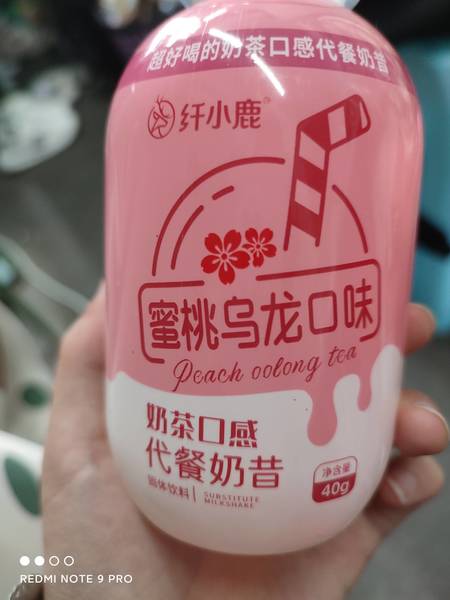 超好喝的奶茶口感代餐奶昔
纤小鹿
蜜桃乌龙口味
Peach oolong tea
奶茶口感
代餐奶昔
固体饮料 SUBSTITUTE
MILKSHAKE
净含量
40g
REDMI NOTE 9 PRO